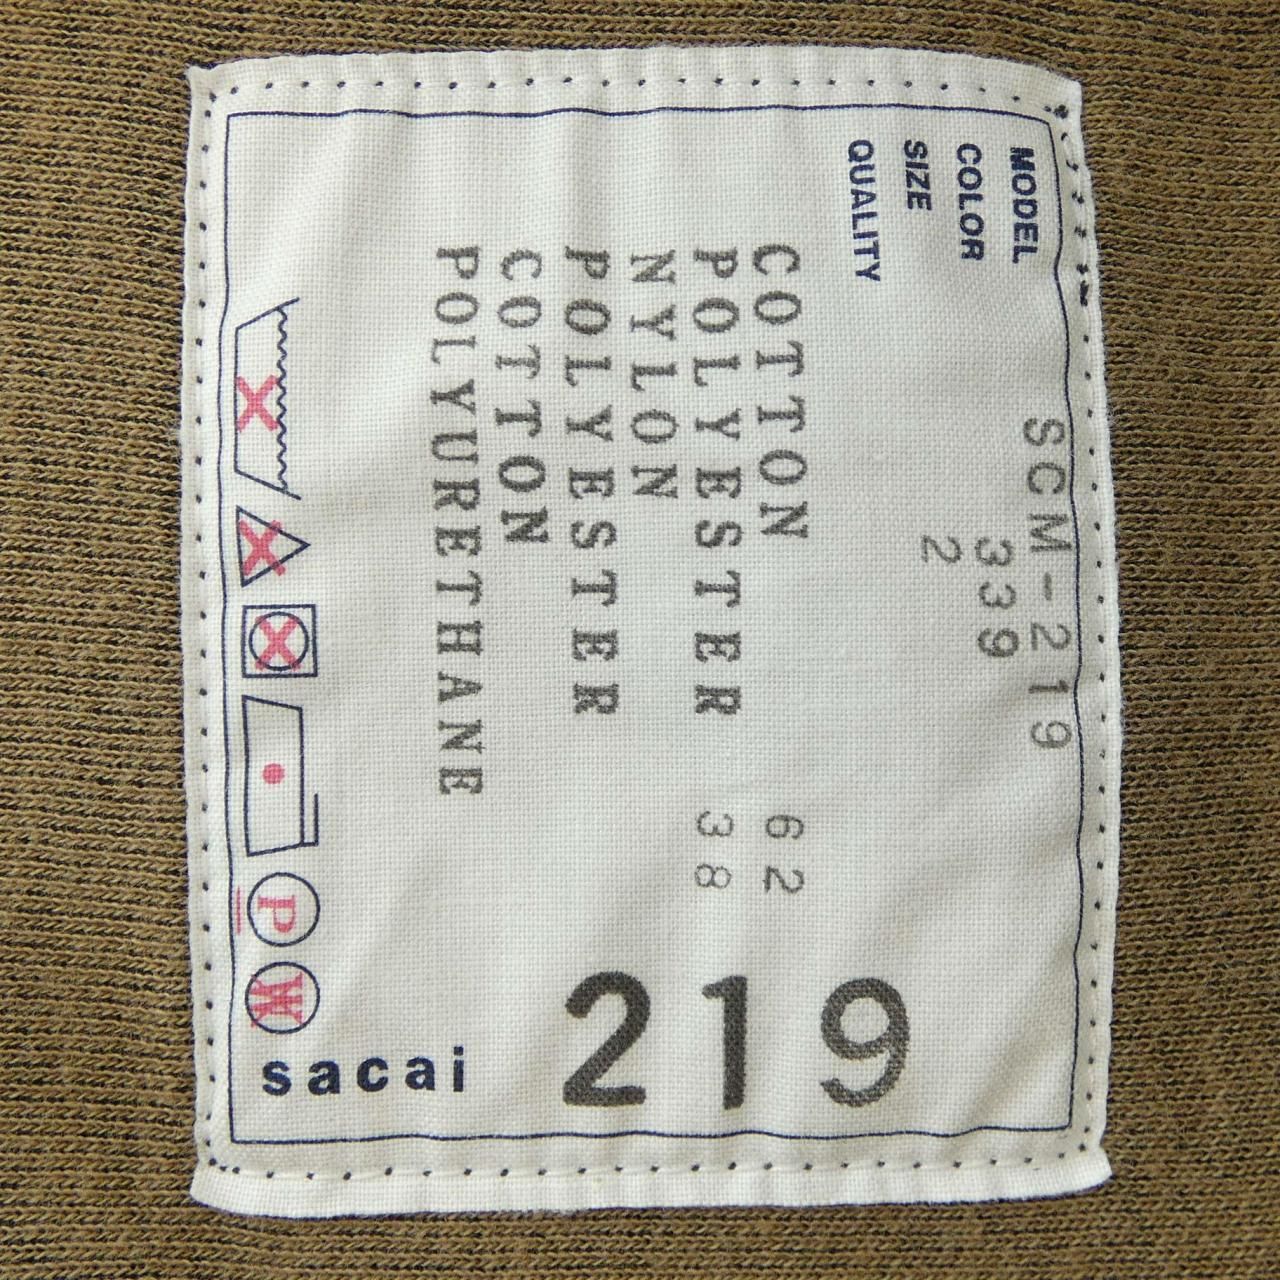 MODEL SCM-219
COLOR 339
SIZE 2
QUALITY
COTTON 62
POLYESTER 38
NYLON
POLYESTER
COTTON
POLYURETHANE
P
W
219
sacai